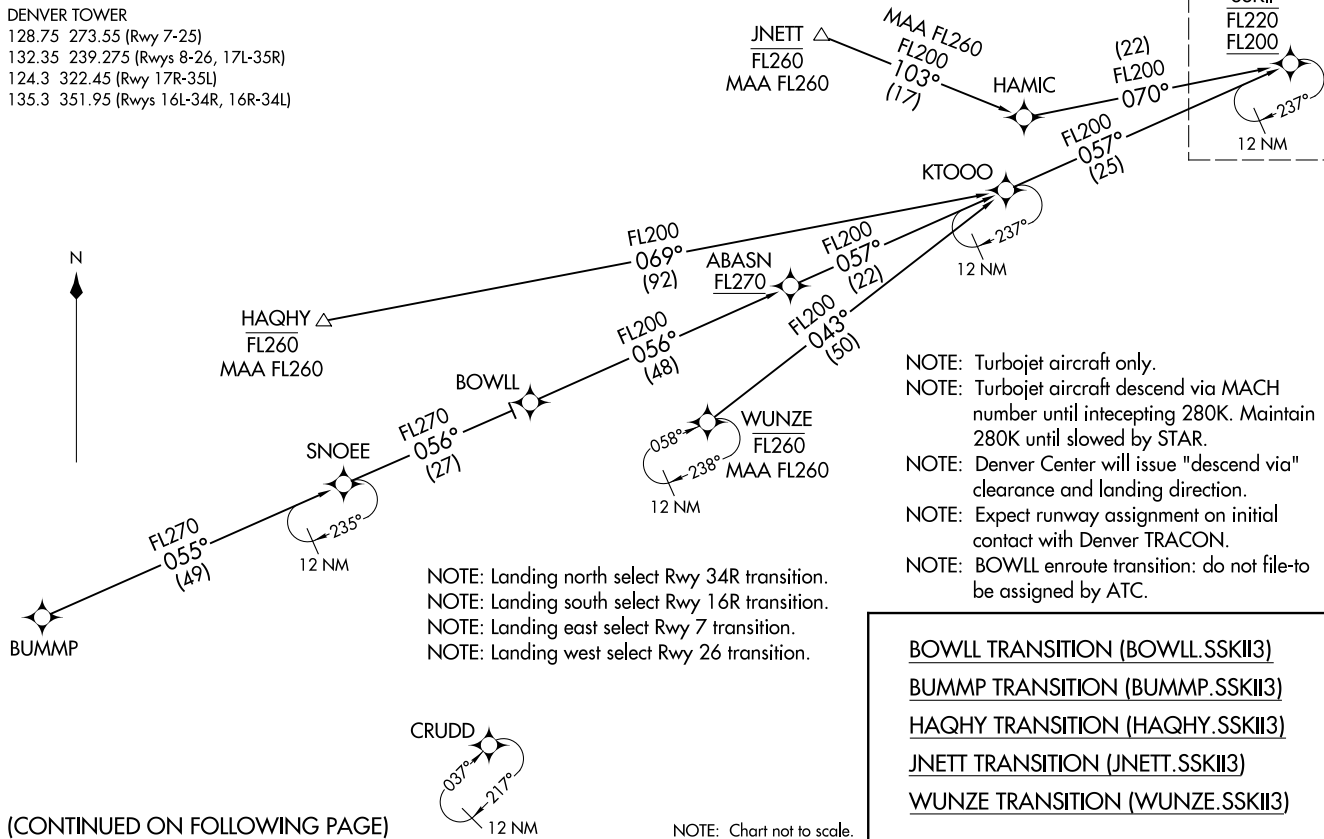 DENVER TOWER
128.75 273.55 (Rwy 7-25)
132.35 239.275 (Rwys 8-26, 17L-35R)
124.3 322.45 (Rwy 17R-35L)
135.3 351.95 (Rwys 16L-34R, 16R-34L)
JNETT
FL260
MAA FL260
MAA FL260
FL200
103°
(17)
HAMIC
(22)
FL200
070°
FL220
FL200
237°
12 NM
FL200
057°
(25)
KTOOO
237°
12 NM
N
HAQHY
FL260
MAA FL260
FL200
069°
(92)
ABASN
FL270
FL200
057°
(22)
FL200
043°
(50)
FL200
056°
(48)
BOWLL
WUNZE
FL260
MAA FL260
058°
238°
12 NM
SNOEE
FL270
056°
(27)
235°
12 NM
FL270
055°
(49)
BUMMP
NOTE: Turbojet aircraft only.
NOTE: Turbojet aircraft descend via MACH
number until intecepting 280K. Maintain
280K until slowed by STAR.
NOTE: Denver Center will issue "descend via"
clearance and landing direction.
NOTE: Expect runway assignment on initial
contact with Denver TRACON.
NOTE: BOWLL enroute transition: do not file-to
be assigned by ATC.
NOTE: Landing north select Rwy 34R transition.
NOTE: Landing south select Rwy 16R transition.
NOTE: Landing east select Rwy 7 transition.
NOTE: Landing west select Rwy 26 transition.
BOWLL TRANSITION (BOWLL.SSKII3)
BUMMP TRANSITION (BUMMP.SSKII3)
HAQHY TRANSITION (HAQHY.SSKII3)
JNETT TRANSITION (JNETT.SSKII3)
WUNZE TRANSITION (WUNZE.SSKII3)
CRUDD
037°
217°
12 NM
(CONTINUED ON FOLLOWING PAGE)
NOTE: Chart not to scale.